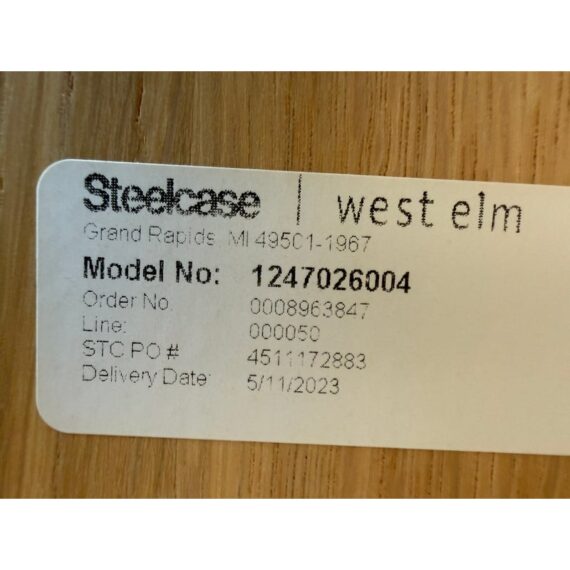 Steelcase | west elm
Grand Rapids, MI 49501-1967
Model No: 1247026004
Order No. 0008963847
Line: 000050
STC PO # 4511172883
Delivery Date: 5/11/2023